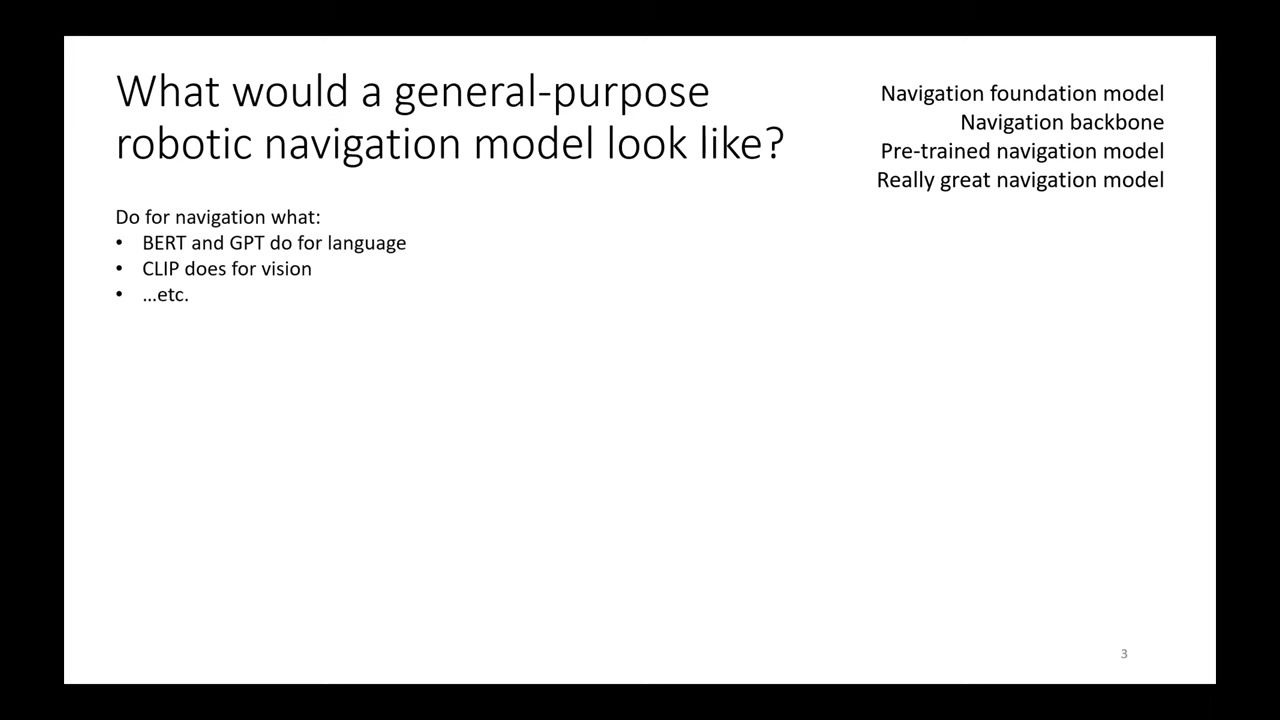 What would a general-purpose
robotic navigation model look like?
Navigation foundation model
Navigation backbone
Pre-trained navigation model
Really great navigation model
Do for navigation what:
• BERT and GPT do for language
• CLIP does for vision
• …etc.
3